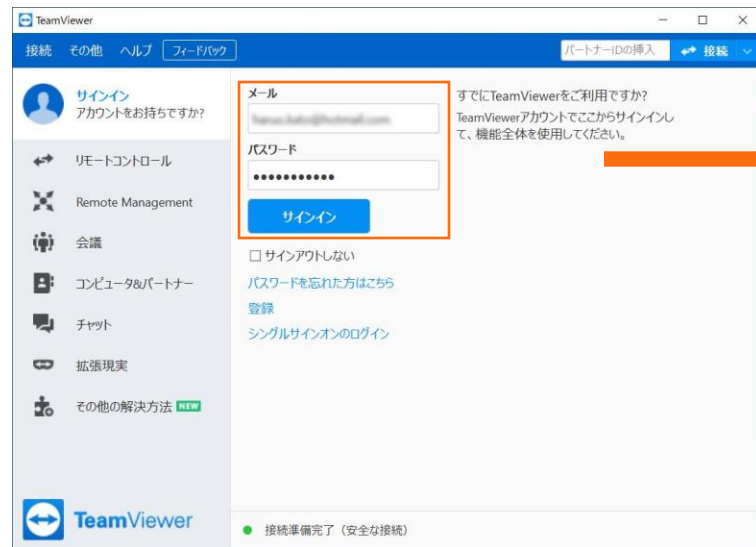 TeamViewer
接続 その他 ヘルプ フィードバック
パートナーIDの挿入 接続
サインイン
アカウントをお持ちですか?
リモートコントロール
Remote Management
会議
コンピュータ&パートナー
チャット
拡張現実
その他の解決方法 NEW
TeamViewer
メール
パスワード
●●●●●●●●●●●
サインイン
サインアウトしない
パスワードを忘れた方はこちら
登録
シングルサインオンのログイン
すでにTeamViewerをご利用ですか?
TeamViewerアカウントでここからサインインし
て、機能全体を使用してください。
接続準備完了（安全な接続）